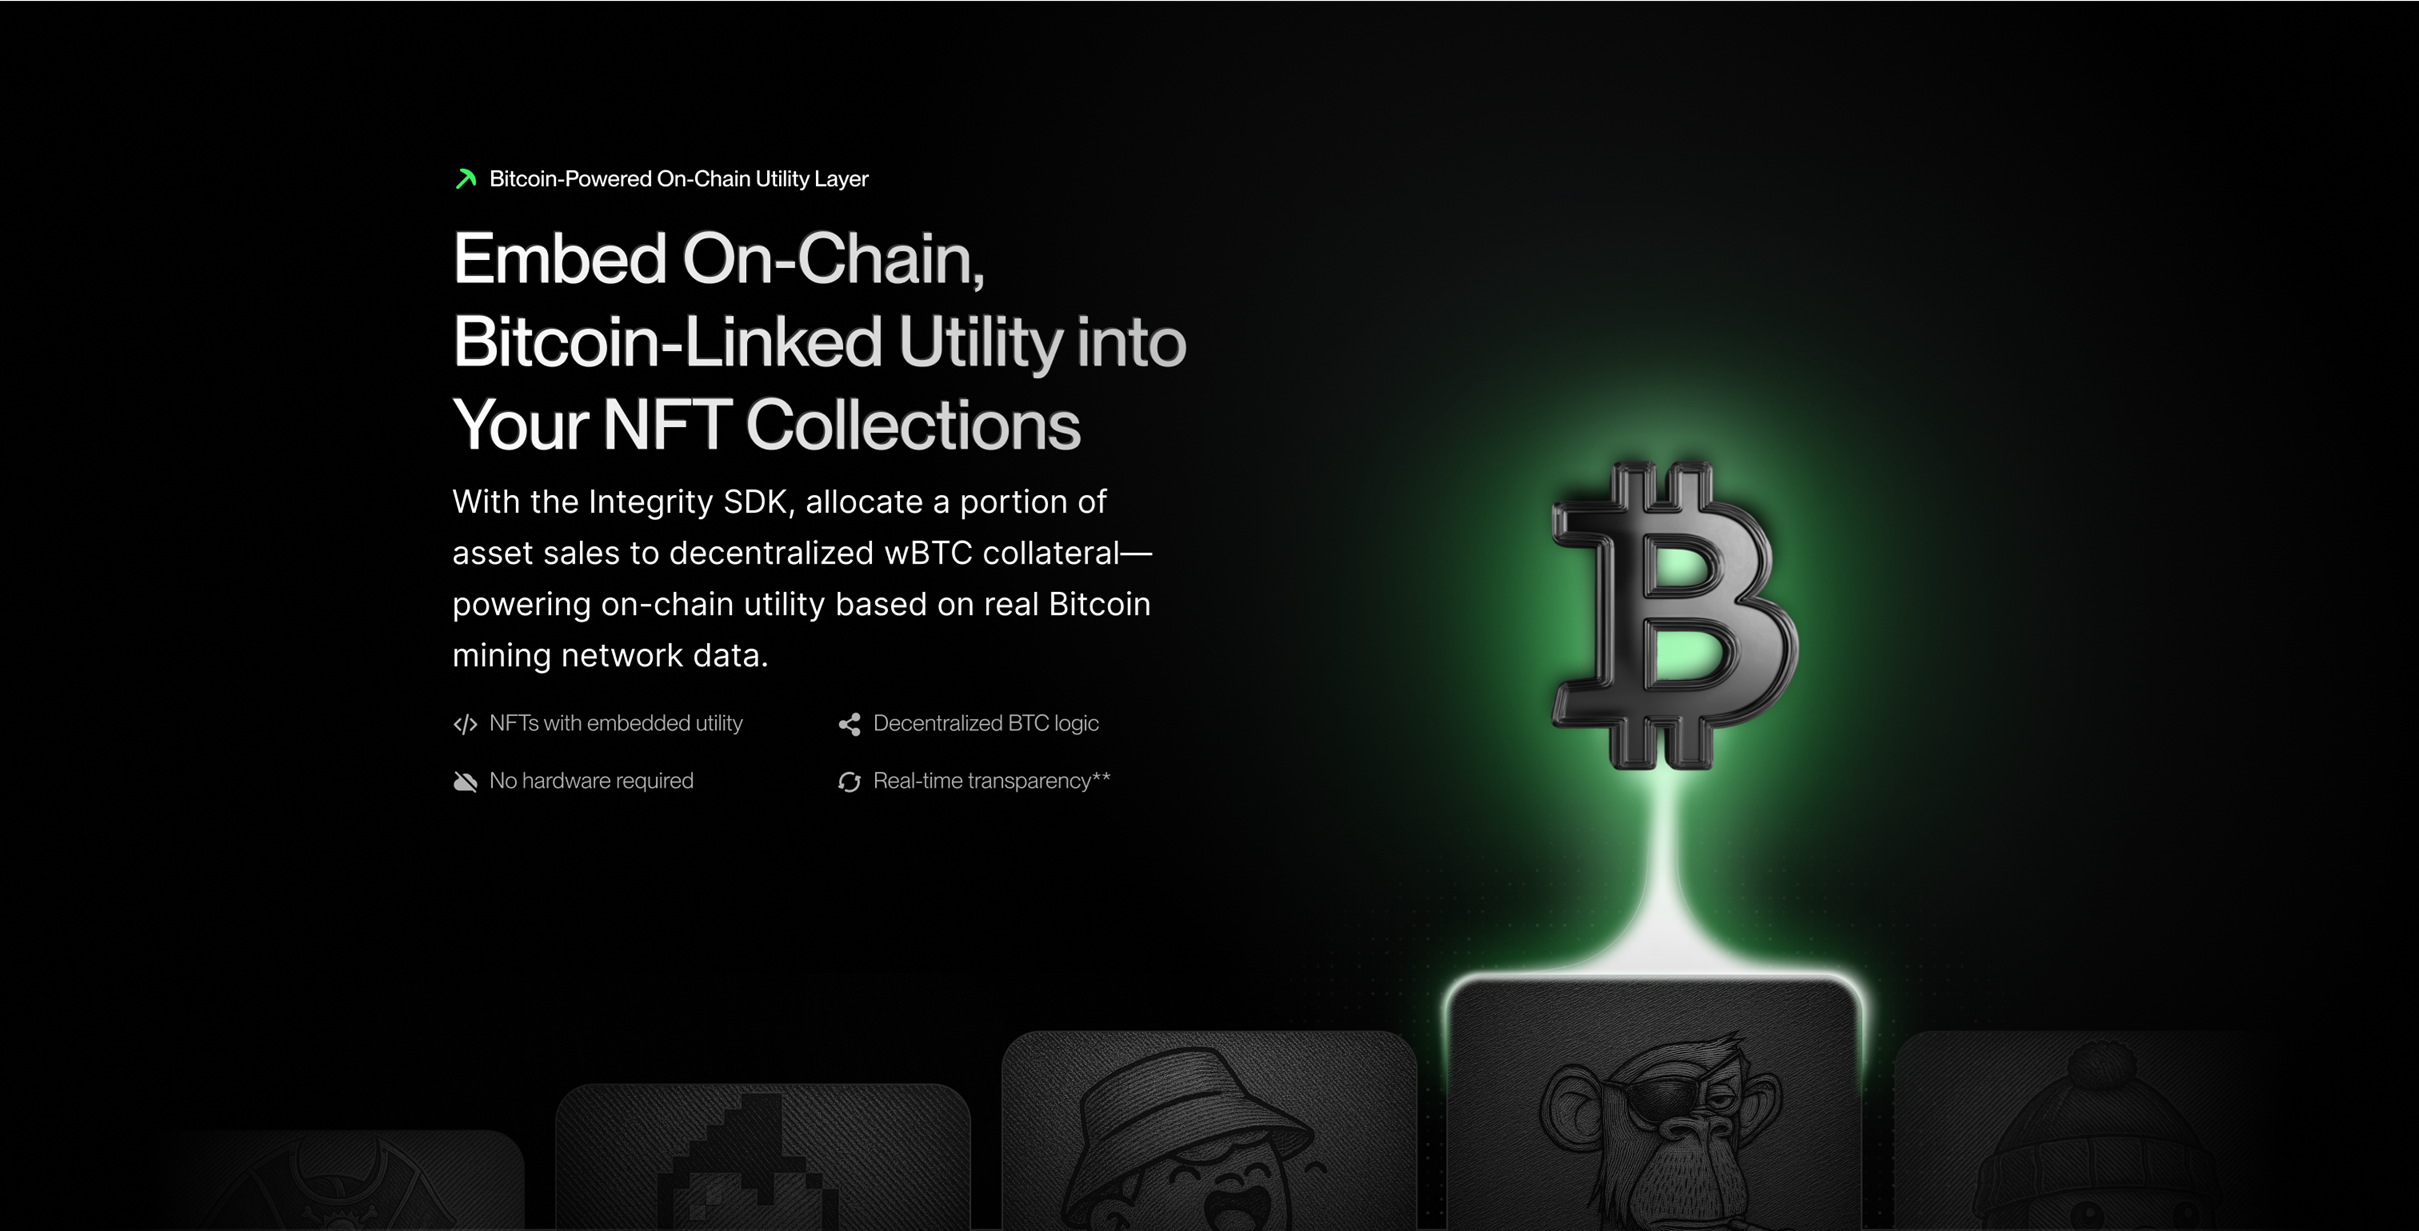 Bitcoin-Powered On-Chain Utility Layer
Embed On-Chain,
Bitcoin-Linked Utility into
Your NFT Collections
With the Integrity SDK, allocate a portion of
asset sales to decentralized wBTC collateral—
powering on-chain utility based on real Bitcoin
mining network data.
NFTs with embedded utility
Decentralized BTC logic
No hardware required
Real-time transparency**